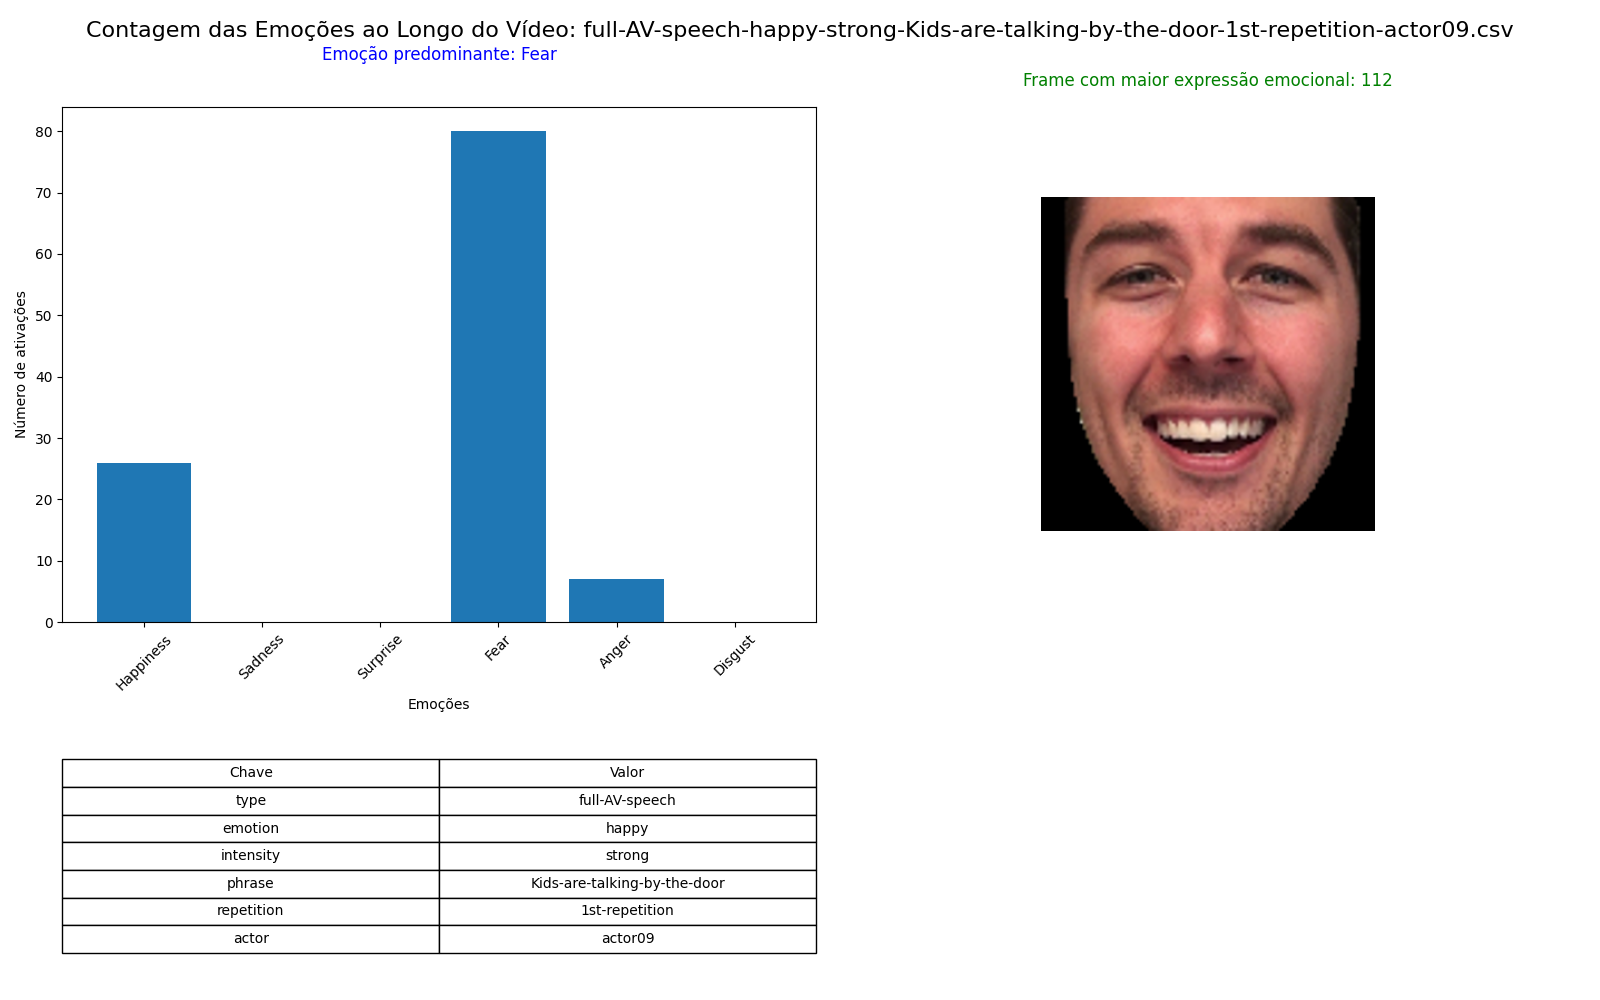 Contagem das Emoções ao Longo do Vídeo: full-AV-speech-happy-strong-Kids-are-talking-by-the-door-1st-repetition-actor09.csv
Emoção predominante: Fear
Frame com maior expressão emocional: 112
80
70
60
50
40
30
20
10
0
Número de ativações
Happiness
Sadness
Surprise
Fear
Anger
Disgust
Emoções
Chave Valor
type full-AV-speech
emotion happy
intensity strong
phrase Kids-are-talking-by-the-door
repetition 1st-repetition
actor actor09